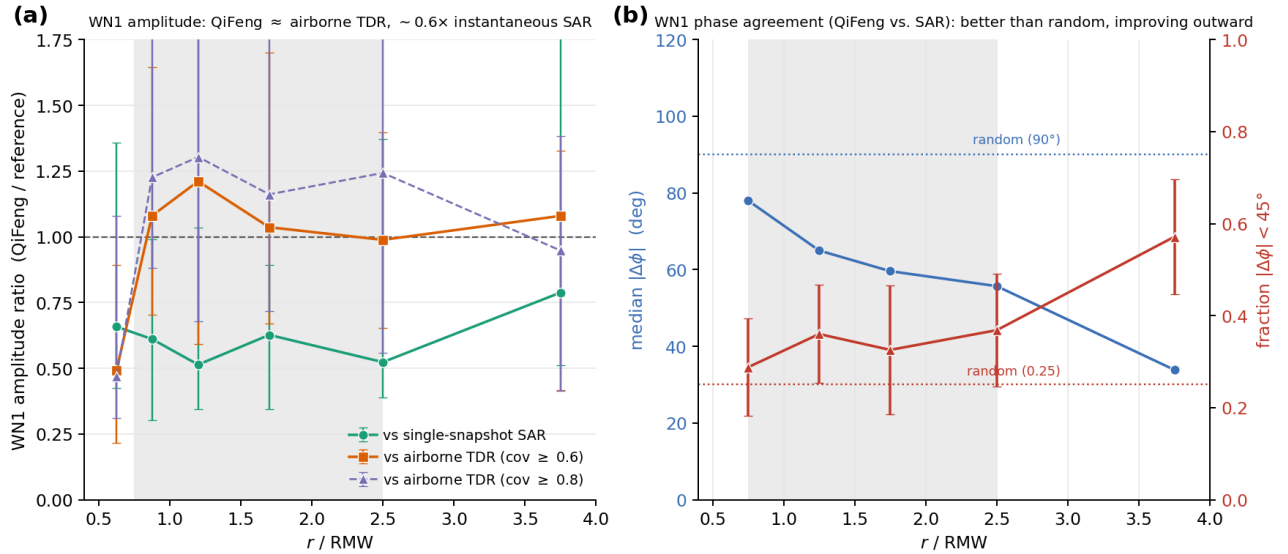 (a)
WN1 amplitude: QiFeng ≈ airborne TDR, ~0.6× instantaneous SAR
1.75
1.50
1.25
1.00
0.75
0.50
0.25
0.00
WN1 amplitude ratio (QiFeng / reference)
vs single-snapshot SAR
vs airborne TDR (cov ≥ 0.6)
vs airborne TDR (cov ≥ 0.8)
0.5 1.0 1.5 2.0 2.5 3.0 3.5 4.0
r / RMW
(b)
WN1 phase agreement (QiFeng vs. SAR): better than random, improving outward
120
100
80
60
40
20
0
median |Δϕ| (deg)
random (90°)
random (0.25)
1.0
0.8
0.6
0.4
0.2
0.0
fraction |Δϕ| < 45°
0.5 1.0 1.5 2.0 2.5 3.0 3.5 4.0
r / RMW